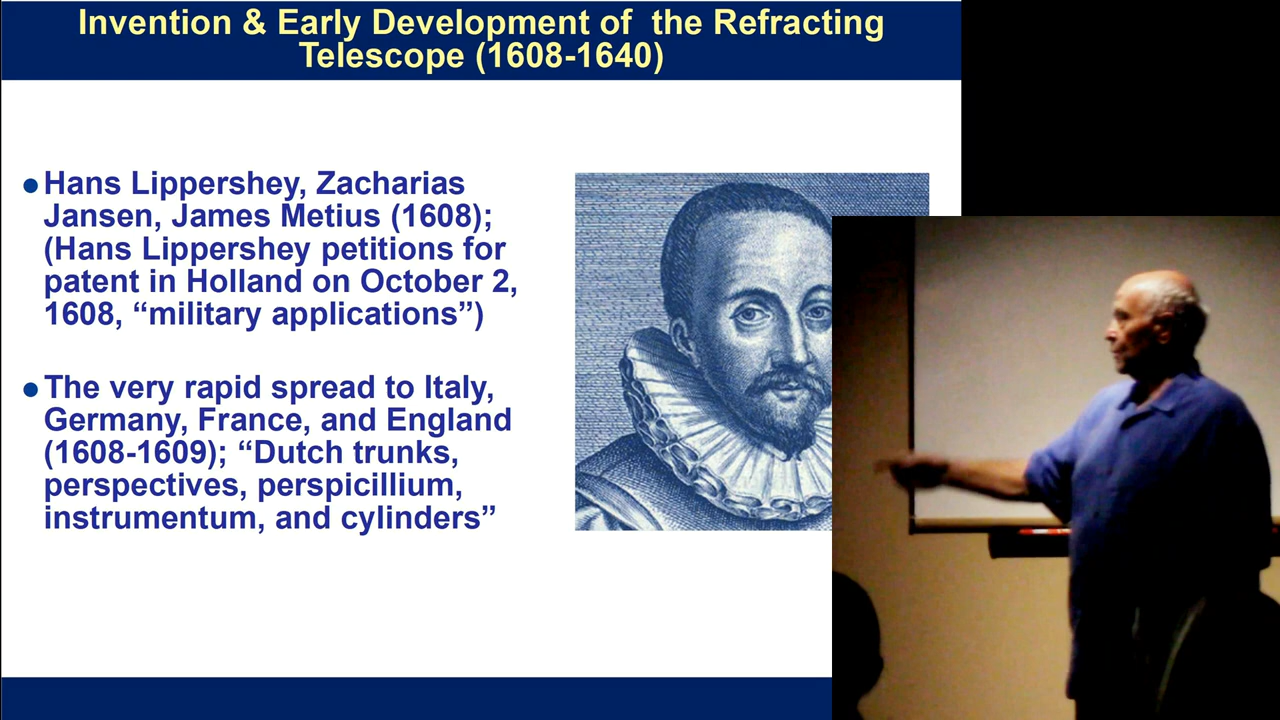 Invention & Early Development of the Refracting
Telescope (1608-1640)
Hans Lippershey, Zacharias
Jansen, James Metius (1608);
(Hans Lippershey petitions for
patent in Holland on October 2,
1608, “military applications”)
The very rapid spread to Italy,
Germany, France, and England
(1608-1609); “Dutch trunks,
perspectives, perspicillium,
instrumentum, and cylinders”